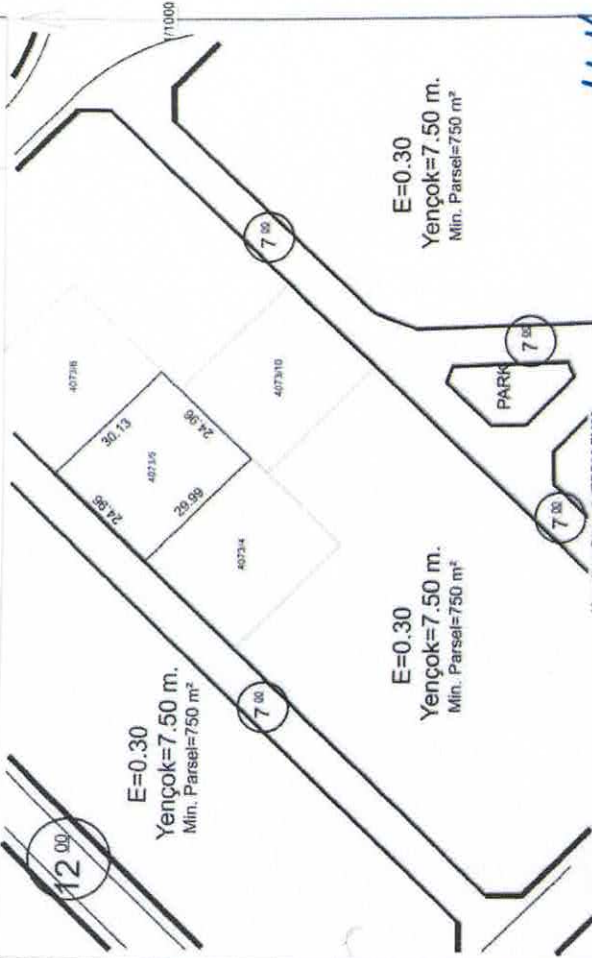 1/1000
E=0.30
Yençok=7.50 m.
Min. Parsel=750 m²
7.00
4073/6
30.13
4073/5
24.96
24.96
29.99
4073/10
4073/4
PARK
7.00
7.00
E=0.30
Yençok=7.50 m.
Min. Parsel=750 m²
E=0.30
Yençok=7.50 m.
Min. Parsel=750 m²
7.00
12.00